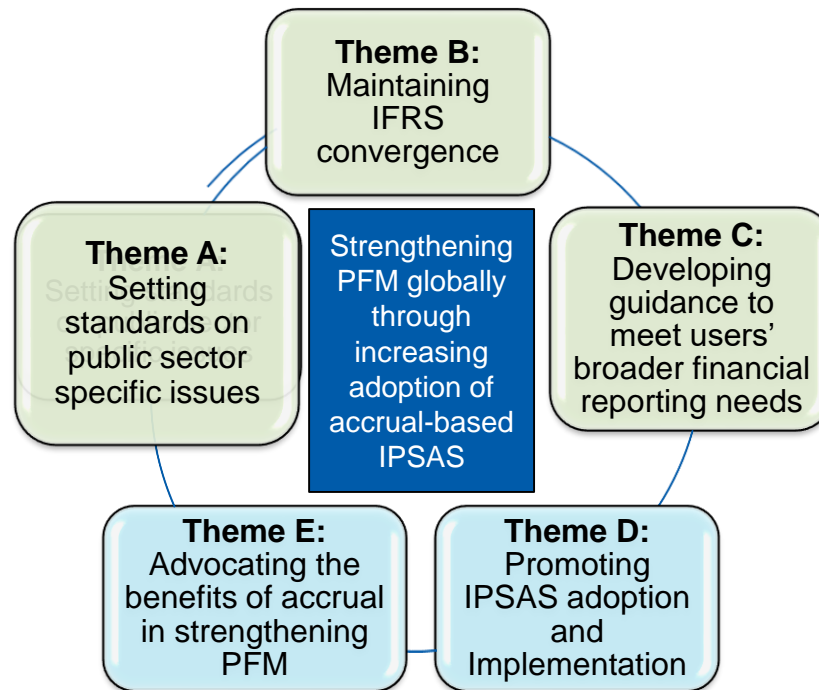 Theme B:
Maintaining
IFRS
convergence
Theme A:
Setting
standards on
public sector
specific issues
Strengthening
PFM globally
through
increasing
adoption of
accrual-based
IPSAS
Theme C:
Developing
guidance to
meet users’
broader financial
reporting needs
Theme E:
Advocating the
benefits of accrual
in strengthening
PFM
Theme D:
Promoting
IPSAS adoption
and
Implementation